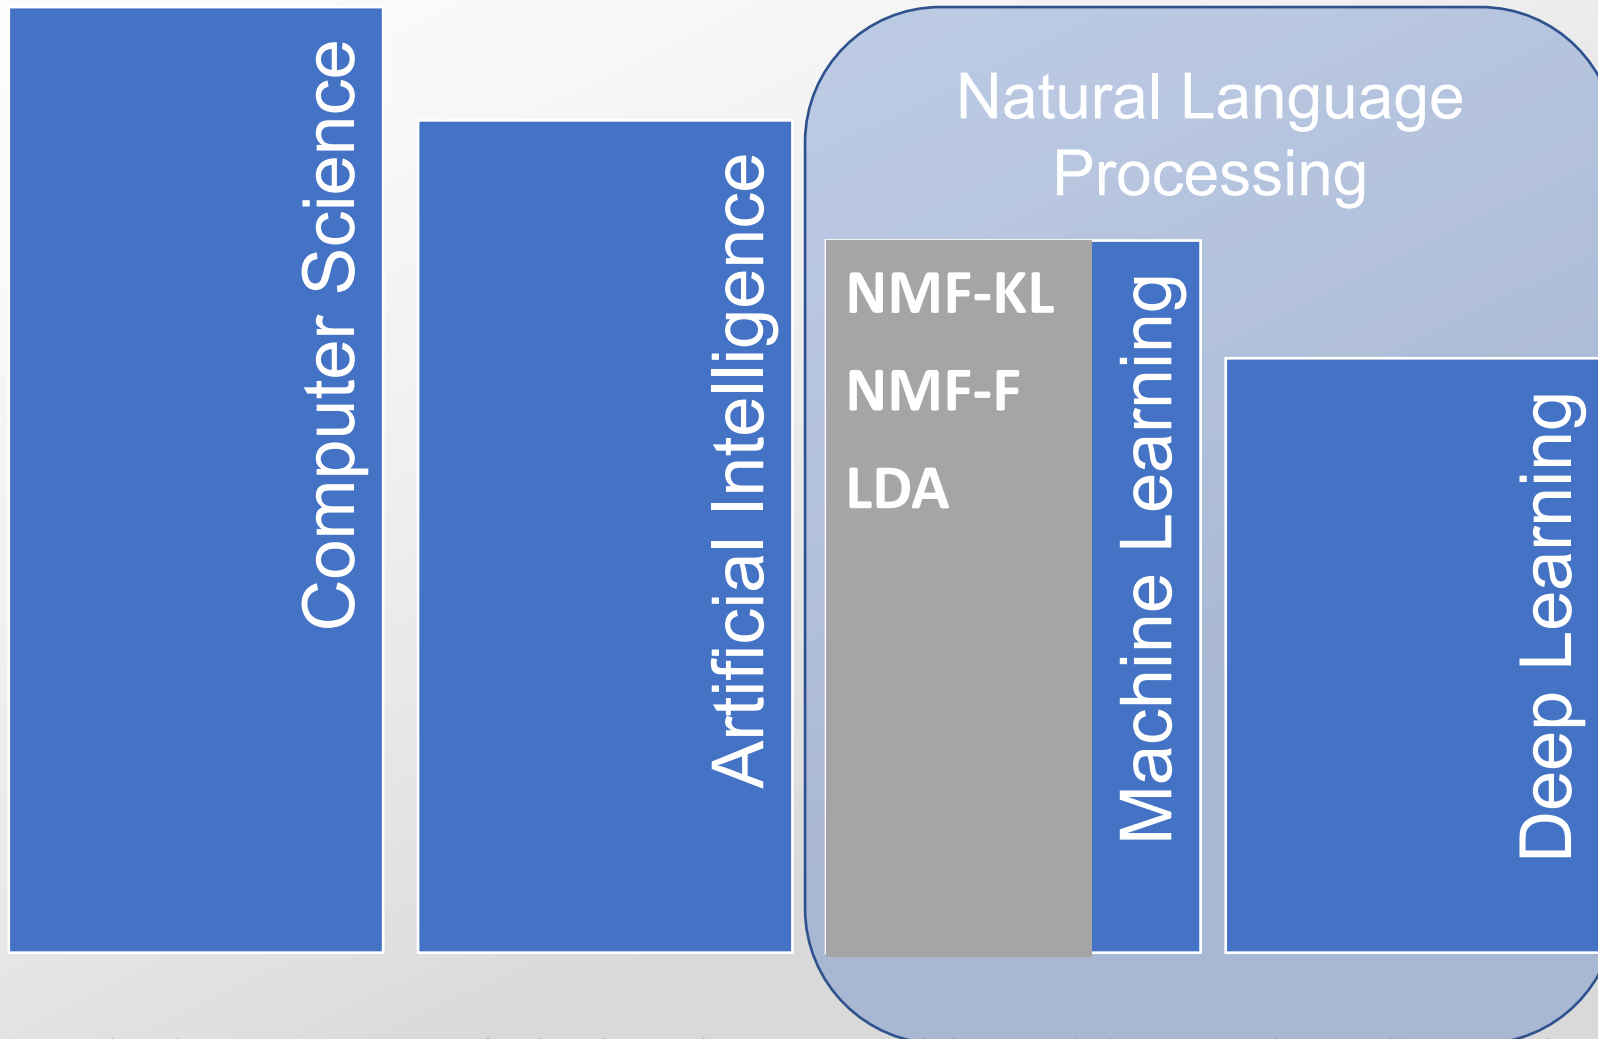 Computer Science
Artificial Intelligence
Natural Language
Processing
NMF-KL
NMF-F
LDA
Machine Learning
Deep Learning